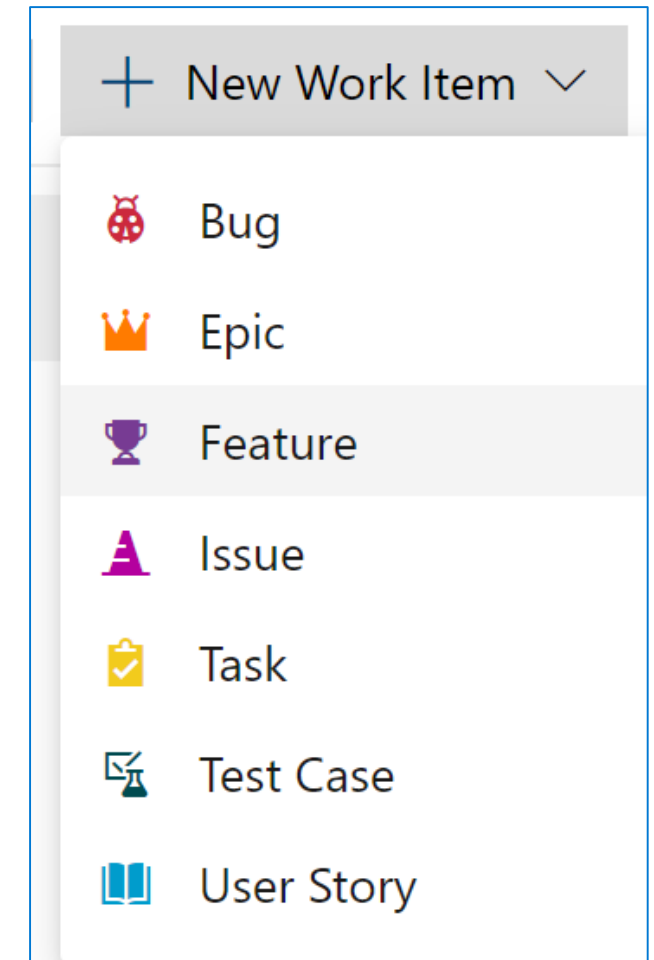 New Work Item
Bug
Epic
Feature
Issue
Task
Test Case
User Story